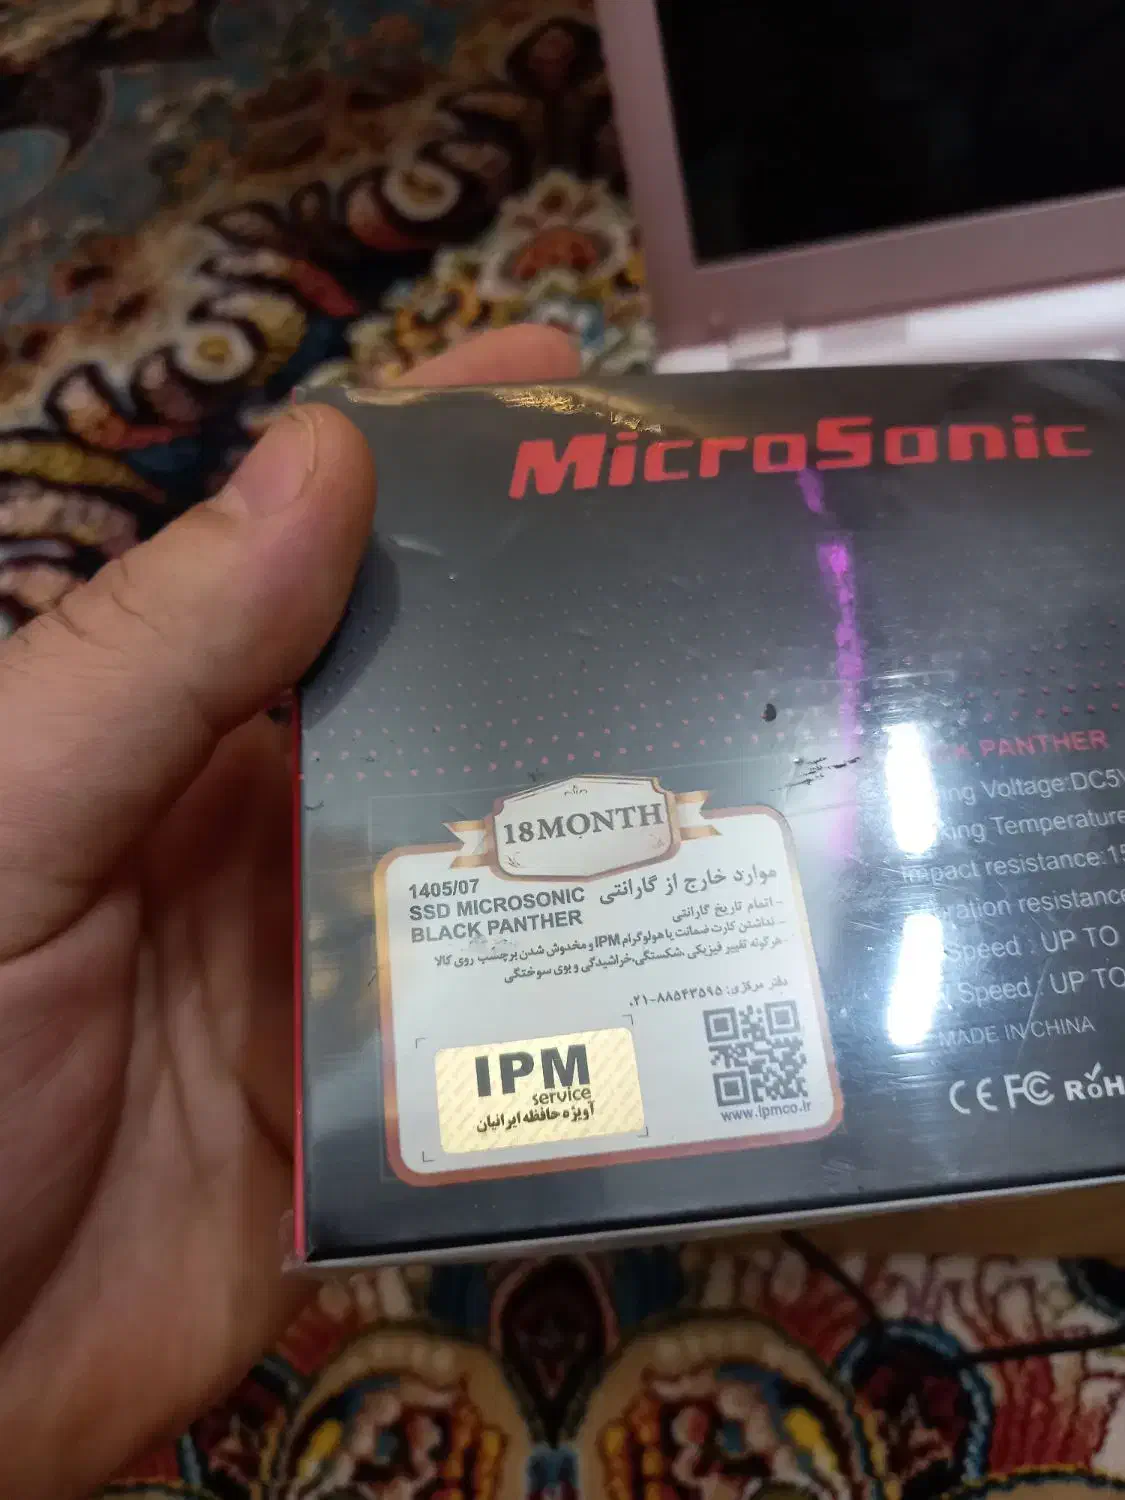 MicroSonic
PANTHER
Voltage:DC5V
king Temperature
Impact resistance:15
ration resistance
Speed : UP TO
Speed : UP TO
MADE IN CHINA
CE FC RoH
18MONTH
1405/07
SSD MICROSONIC
BLACK PANTHER
موارد خارج از گارانتی
- اتمام تاریخ گارانتی
- نداشتن کارت ضمانت یا هولوگرام IPM و مخدوش شدن برچسب روی کالا
- هرگونه تغییر فیزیکی ،شکستگی،خراشیدگی و بوی سوختگی
دفتر مرکزی: ۸۸۵۴۳۵۹۵-۰۲۱
IPM
service
آویژه حافظه ایرانیان
www.ipmco.ir